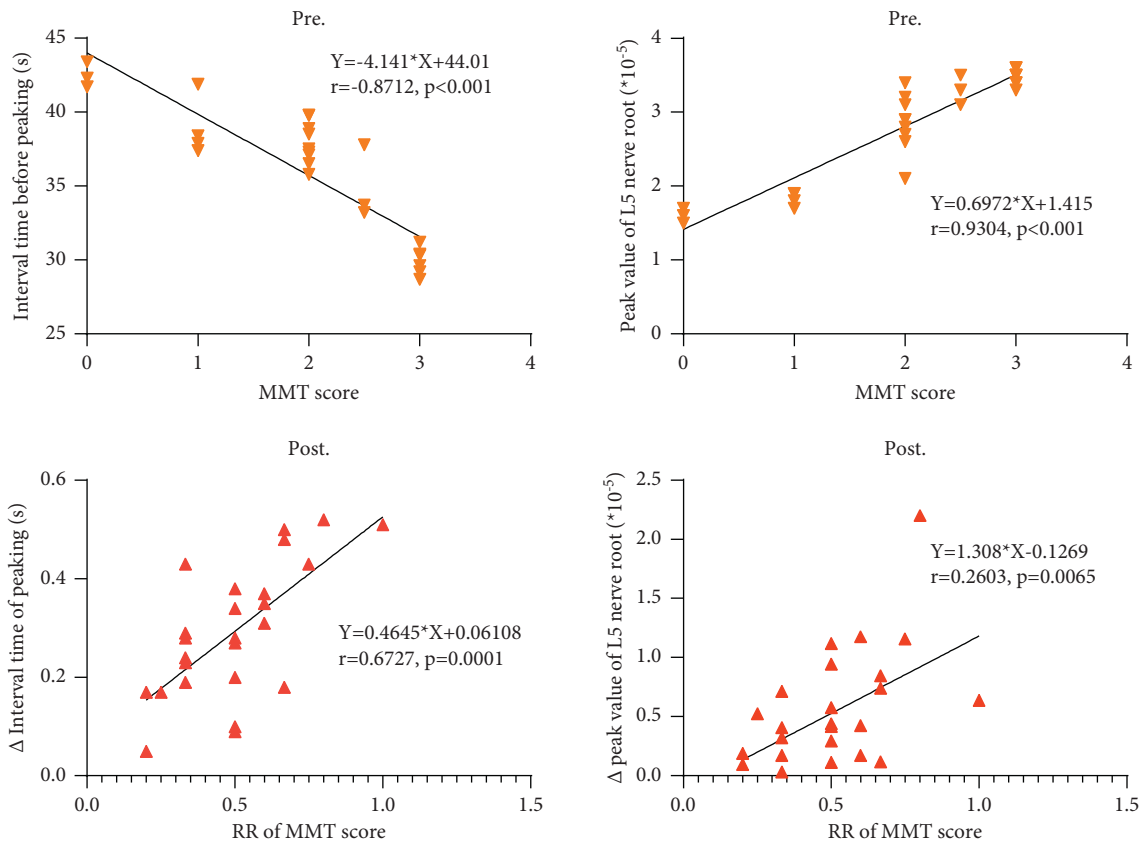 Pre.
Interval time before peaking (s)
45
40
35
30
25
Y=-4.141*X+44.01
r=-0.8712, p<0.001
0 1 2 3 4
MMT score
Pre.
Peak value of L5 nerve root (*10-5)
4
3
2
1
0
Y=0.6972*X+1.415
r=0.9304, p<0.001
0 1 2 3 4
MMT score
Post.
Δ Interval time of peaking (s)
0.6
0.4
0.2
0.0
Y=0.4645*X+0.06108
r=0.6727, p=0.0001
0.0 0.5 1.0 1.5
RR of MMT score
Post.
Δ peak value of L5 nerve root (*10-5)
2.5
2.0
1.5
1.0
0.5
0.0
Y=1.308*X-0.1269
r=0.2603, p=0.0065
0.0 0.5 1.0 1.5
RR of MMT score